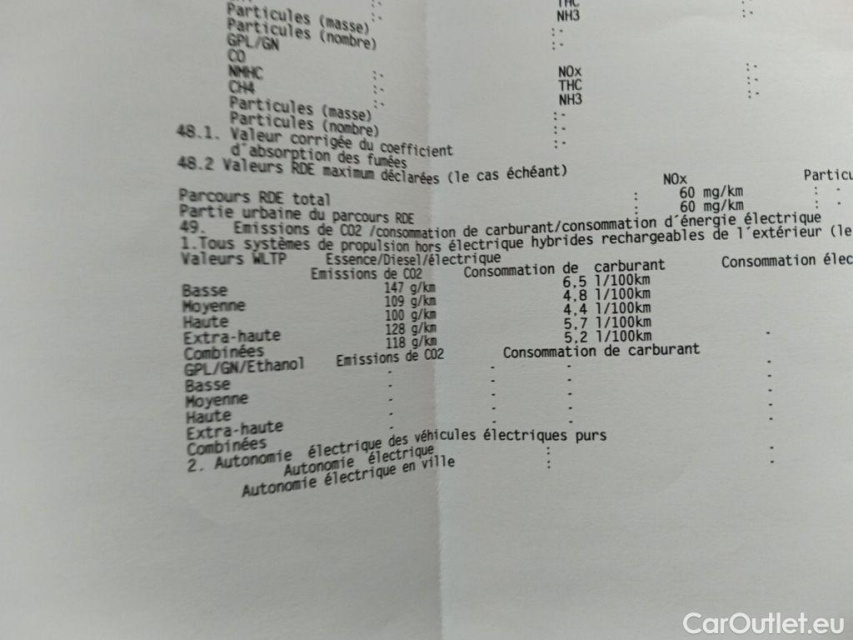 THC
Particules (masse) :- NH3 :-
Particules (nombre) :-
GPL/GN :-
CO
NMHC :- NOx :-
CH4 THC :-
Particules (masse) :- NH3 :-
Particules (nombre) :-
48.1. Valeur corrigée du coefficient :-
d'absorption des fumées
48.2 Valeurs RDE maximum déclarées (le cas échéant)
NOx
Parcours RDE total : 60 mg/km : -
Partie urbaine du parcours RDE : 60 mg/km : -
49. Emissions de CO2 /consommation de carburant/consommation d'énergie électrique
1.Tous systèmes de propulsion hors électrique hybrides rechargeables de l'extérieur (le
Valeurs WLTP Essence/Diesel/électrique
Emissions de CO2 Consommation de carburant
Basse 147 g/km 6,5 l/100km
Moyenne 109 g/km 4,8 l/100km
Haute 100 g/km 4,4 l/100km
Extra-haute 128 g/km 5,7 l/100km
Combinées 118 g/km 5,2 l/100km -
GPL/GN/Ethanol Emissions de CO2 Consommation de carburant
Basse - - - -
Moyenne - - - -
Haute - - - -
Extra-haute - - - -
Combinées - - - -
2. Autonomie électrique des véhicules électriques purs
Autonomie électrique :
Autonomie électrique en ville : -
CarOutlet.eu